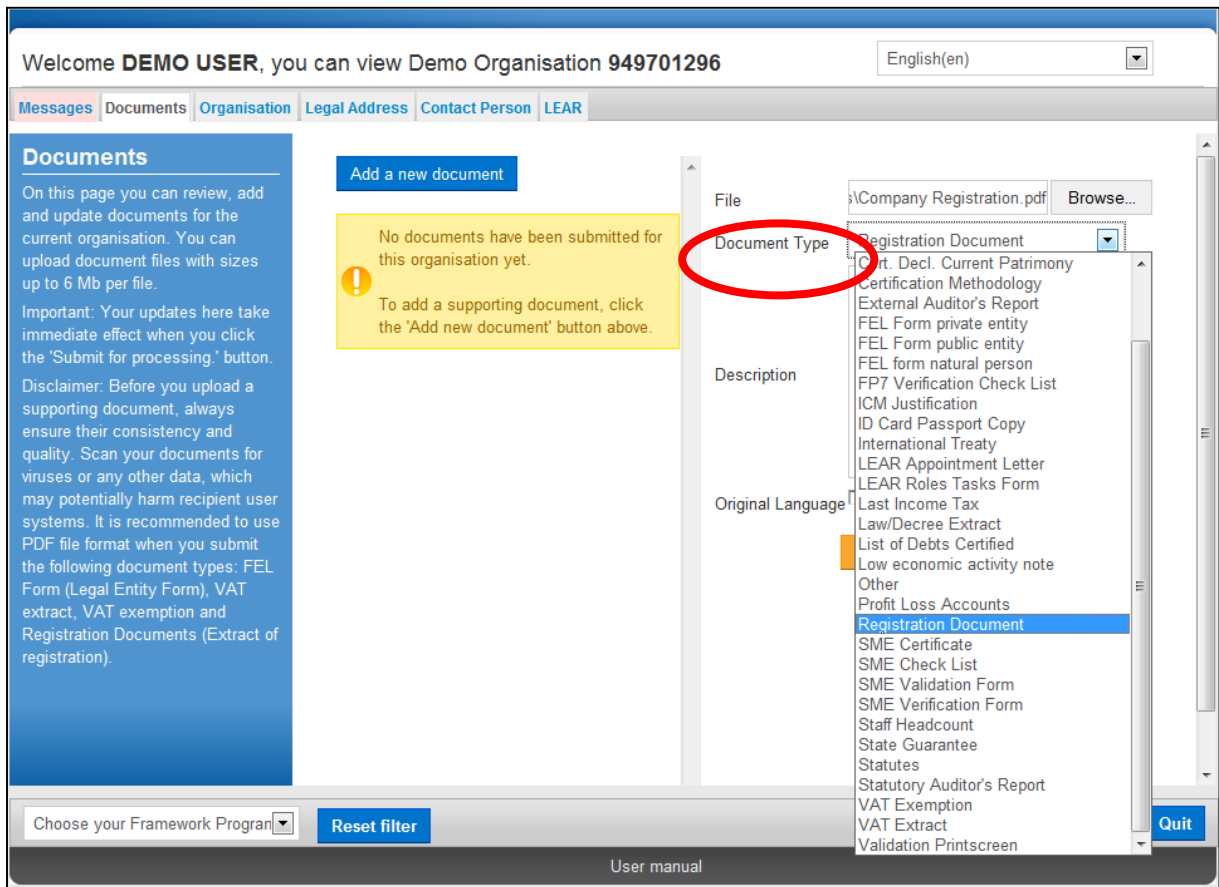 Welcome DEMO USER, you can view Demo Organisation 949701296
English(en)
Messages Documents Organisation Legal Address Contact Person LEAR
Documents
On this page you can review, add
and update documents for the
current organisation. You can
upload document files with sizes
up to 6 Mb per file.
Important: Your updates here take
immediate effect when you click
the 'Submit for processing.' button.
Disclaimer: Before you upload a
supporting document, always
ensure their consistency and
quality. Scan your documents for
viruses or any other data, which
may potentially harm recipient user
systems. It is recommended to use
PDF file format when you submit
the following document types: FEL
Form (Legal Entity Form), VAT
extract, VAT exemption and
Registration Documents (Extract of
registration).
Add a new document
No documents have been submitted for
this organisation yet.
To add a supporting document, click
the 'Add new document' button above.
File
s\Company Registration.pdf Browse...
Document Type
Registration Document
Cert. Decl. Current Patrimony
Certification Methodology
External Auditor's Report
FEL Form private entity
FEL Form public entity
FEL form natural person
FP7 Verification Check List
ICM Justification
ID Card Passport Copy
International Treaty
LEAR Appointment Letter
LEAR Roles Tasks Form
Last Income Tax
Law/Decree Extract
List of Debts Certified
Low economic activity note
Other
Profit Loss Accounts
Registration Document
SME Certificate
SME Check List
SME Validation Form
SME Verification Form
Staff Headcount
State Guarantee
Statutes
Statutory Auditor's Report
VAT Exemption
VAT Extract
Validation Printscreen
Description
Original Language
Choose your Framework Progran
Reset filter
Quit
User manual